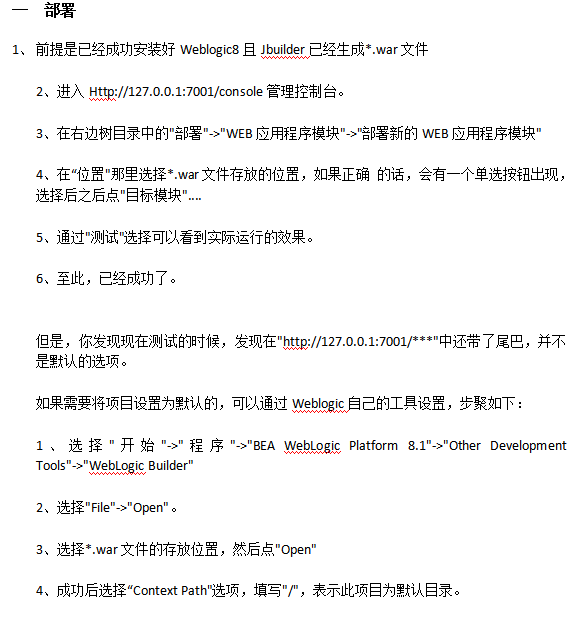 一 部署
1、 前提是已经成功安装好 Weblogic8 且 Jbuilder 已经生成*.war 文件
2、进入 Http://127.0.0.1:7001/console 管理控制台。
3、在右边树目录中的"部署"->"WEB 应用程序模块"->"部署新的 WEB 应用程序模块"
4、在“位置"那里选择*.war 文件存放的位置，如果正确 的话，会有一个单选按钮出现，
选择后之后点"目标模块"....
5、通过"测试"选择可以看到实际运行的效果。
6、至此，已经成功了。
但是，你发现现在测试的时候，发现在"http://127.0.0.1:7001/***"中还带了尾巴，并不
是默认的选项。
如果需要将项目设置为默认的，可以通过 Weblogic 自己的工具设置，步聚如下：
1、选择"开始"->"程序"->"BEA WebLogic Platform 8.1"->"Other Development
Tools"->"WebLogic Builder"
2、选择"File"->"Open"。
3、选择*.war 文件的存放位置，然后点"Open"
4、成功后选择“Context Path"选项，填写"/"，表示此项目为默认目录。